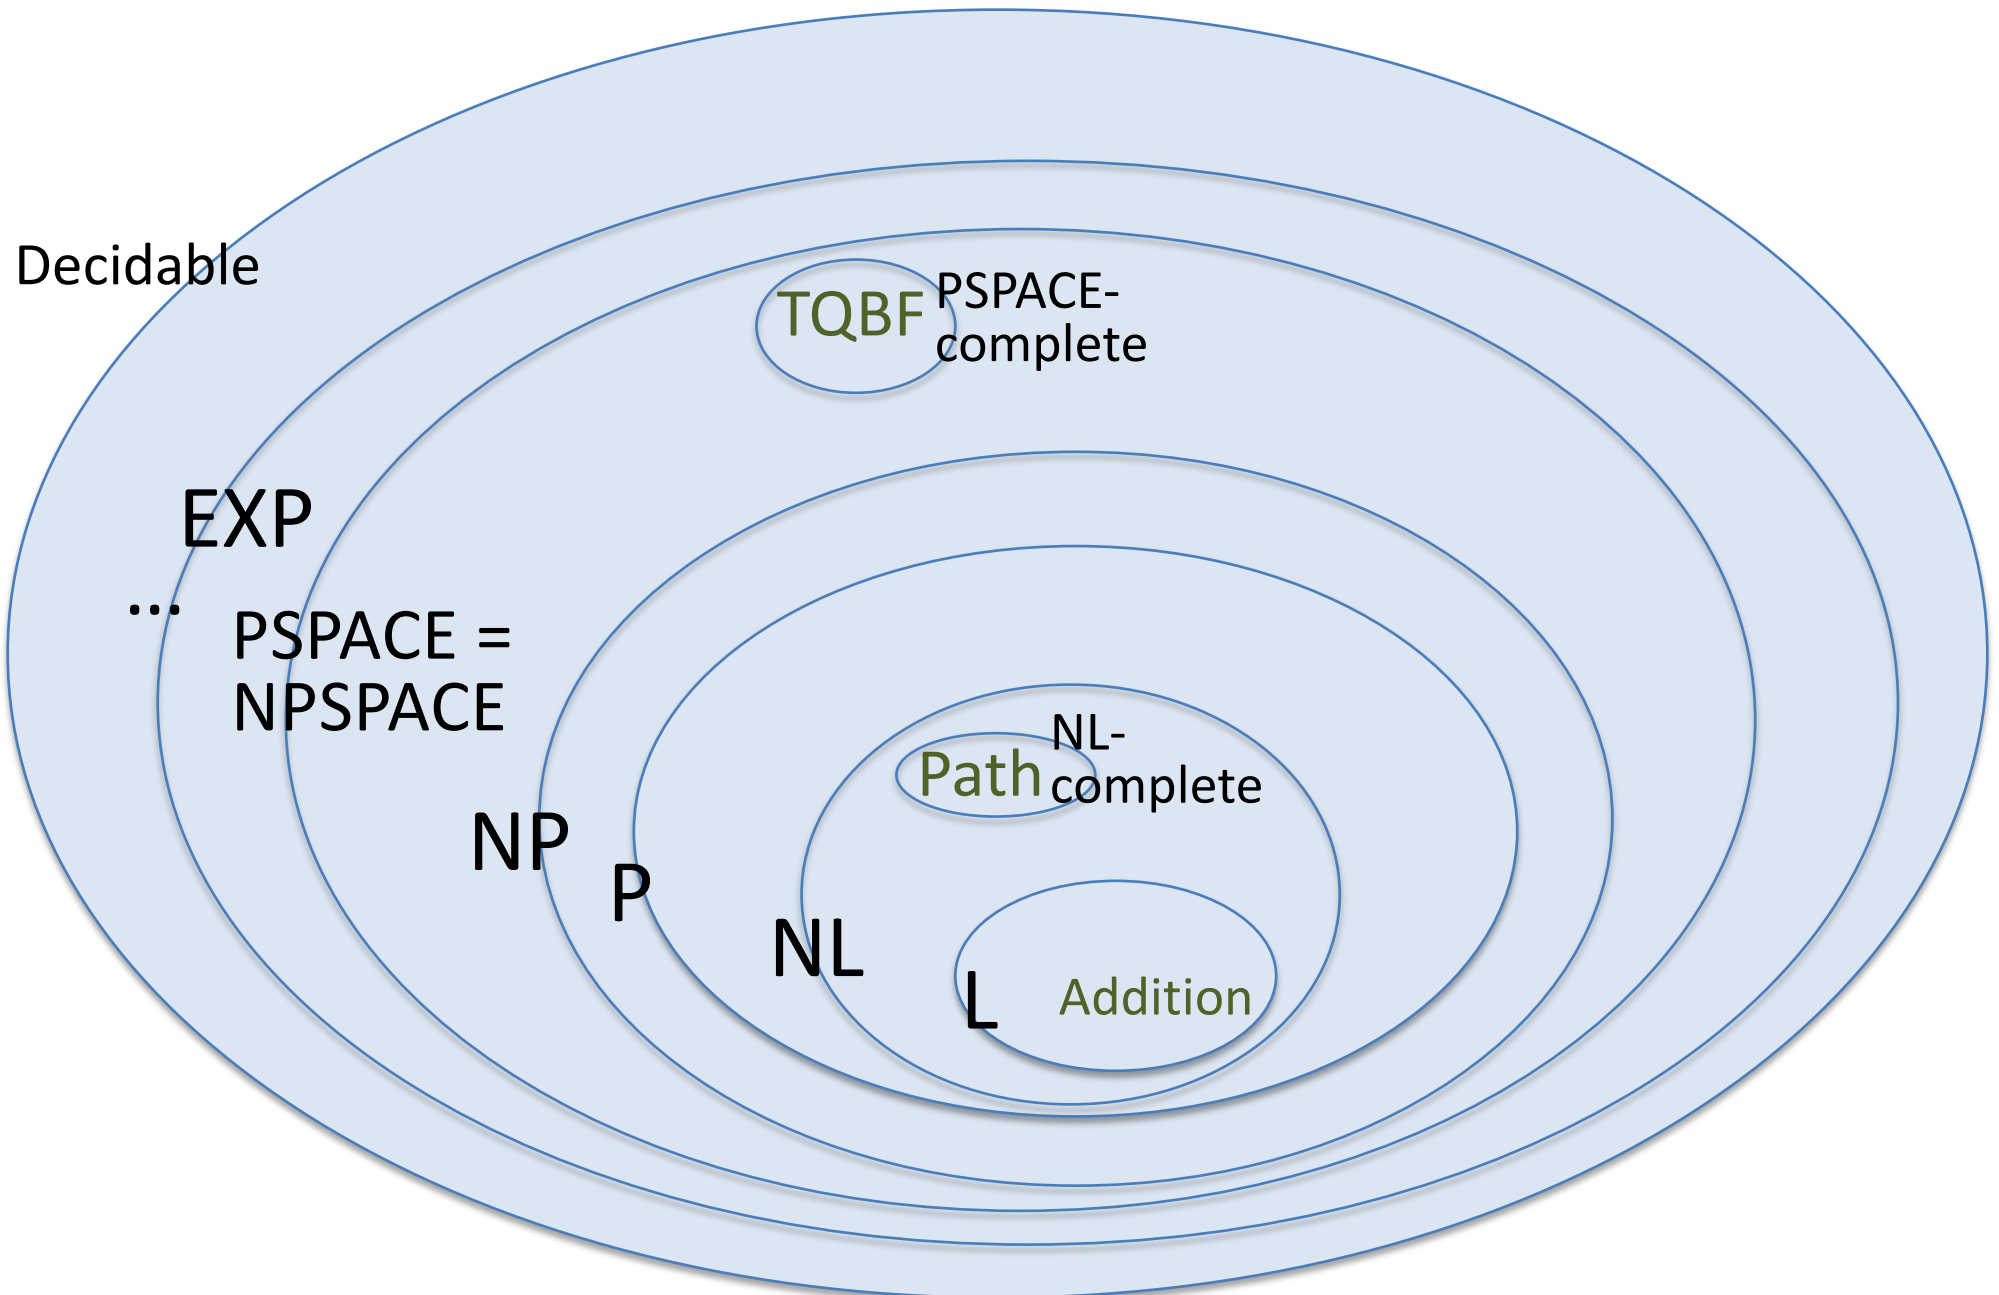 Decidable
TQBF
PSPACE-
complete
EXP
...
PSPACE =
NPSPACE
NL-
complete
Path
NP
P
NL
L
Addition